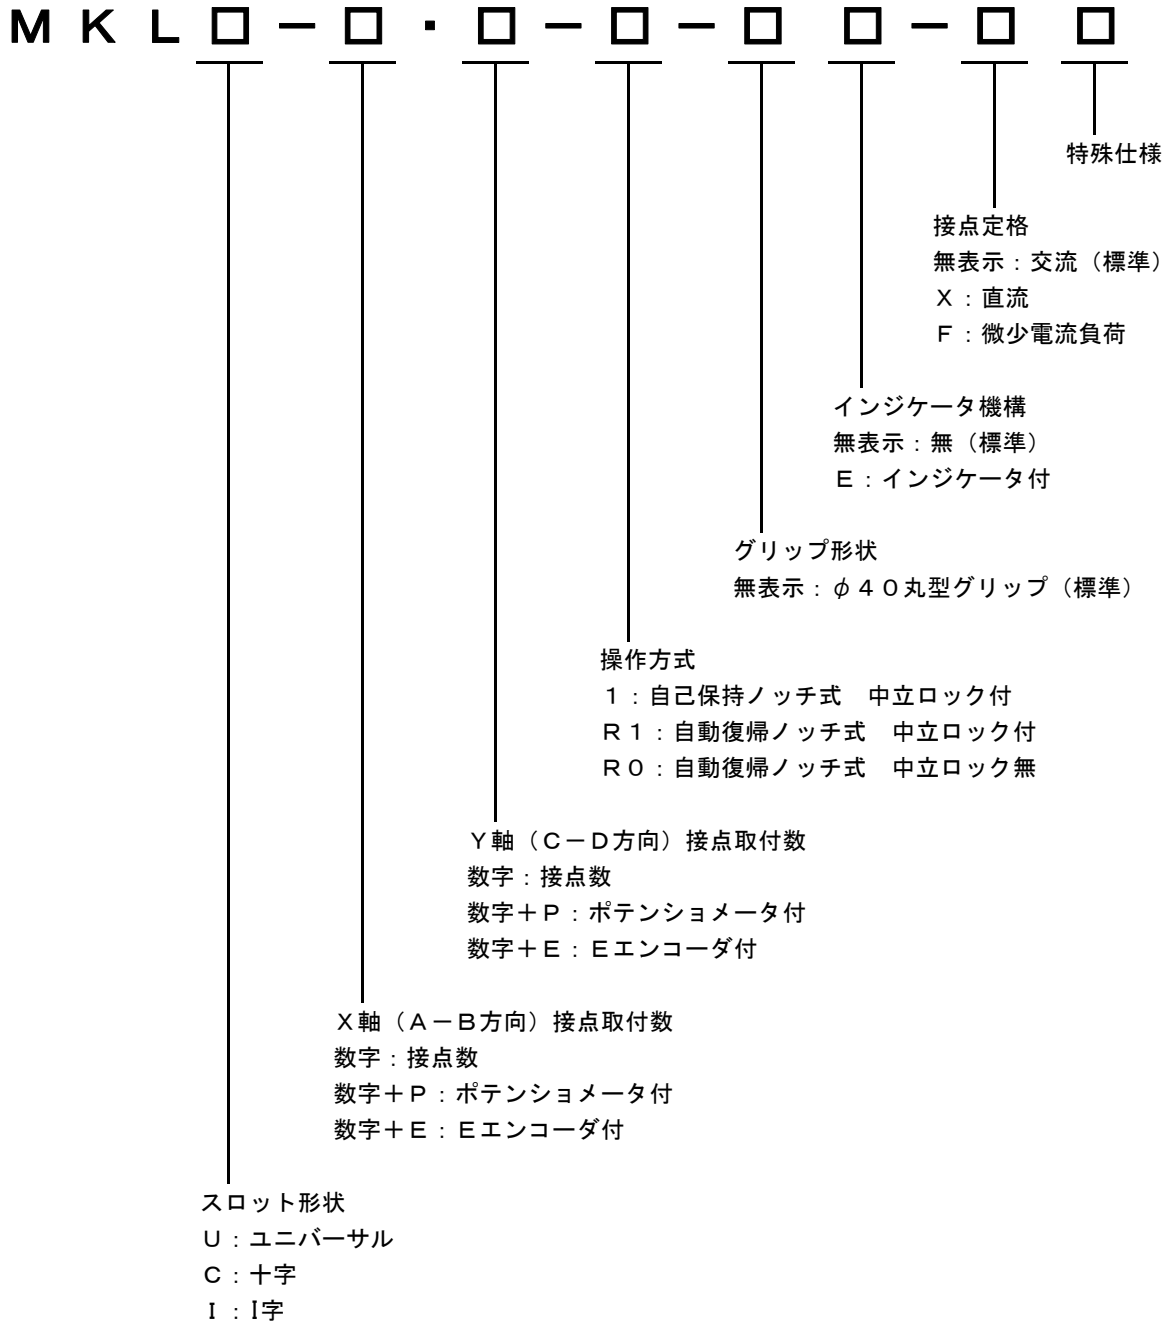 ＭＫＬ□－□・□－□－□□－□□
特殊仕様
接点定格
無表示：交流（標準）
Ｘ：直流
Ｆ：微少電流負荷
インジケータ機構
無表示：無（標準）
Ｅ：インジケータ付
グリップ形状
無表示：φ４０丸型グリップ（標準）
操作方式
１：自己保持ノッチ式　中立ロック付
Ｒ１：自動復帰ノッチ式　中立ロック付
Ｒ０：自動復帰ノッチ式　中立ロック無
Ｙ軸（Ｃ－Ｄ方向）接点取付数
数字：接点数
数字＋Ｐ：ポテンショメータ付
数字＋Ｅ：Ｅエンコーダ付
Ｘ軸（Ａ－Ｂ方向）接点取付数
数字：接点数
数字＋Ｐ：ポテンショメータ付
数字＋Ｅ：Ｅエンコーダ付
スロット形状
Ｕ：ユニバーサル
Ｃ：十字
Ｉ：I字